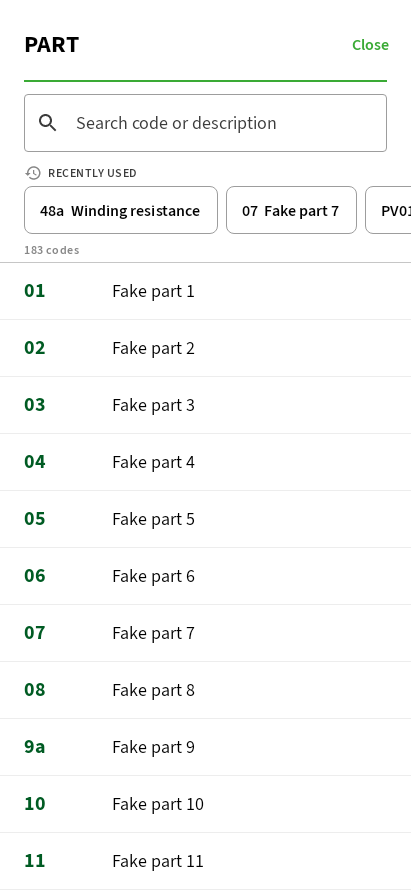 PART
Close
Search code or description
RECENTLY USED
48a Winding resistance
07 Fake part 7
PV01
183 codes
01 Fake part 1
02 Fake part 2
03 Fake part 3
04 Fake part 4
05 Fake part 5
06 Fake part 6
07 Fake part 7
08 Fake part 8
9a Fake part 9
10 Fake part 10
11 Fake part 11